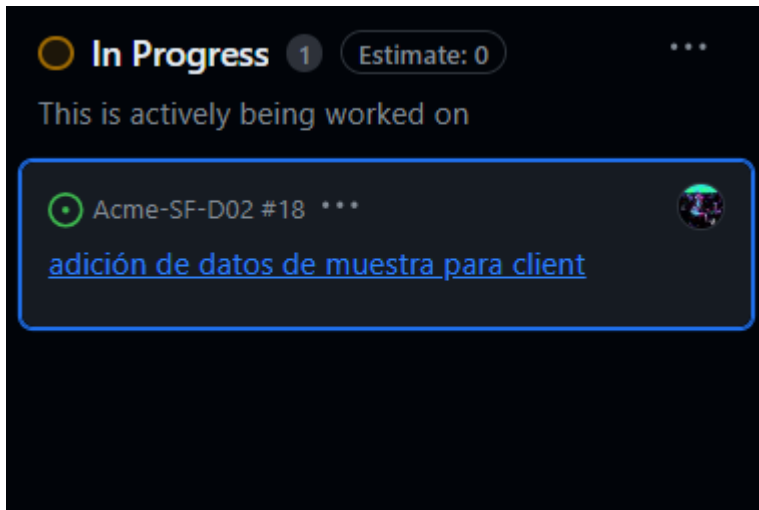 In Progress 1 Estimate: 0
This is actively being worked on
Acme-SF-D02 #18
adición de datos de muestra para client